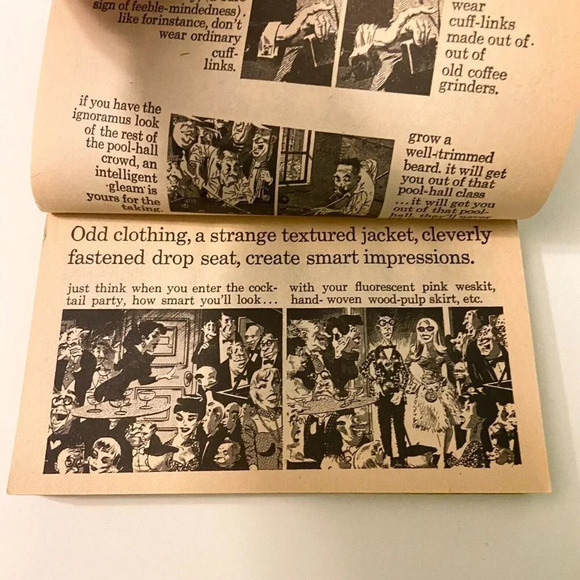 sign of feeble-mindedness),
like forinstance, don't
wear ordinary
cuff-
links.
wear
cuff-links
made out of
out of
old coffee
grinders.
if you have the
ignoramus look
of the rest of
the pool-hall
crowd, an
intelligent
gleam is
yours for the
taking.
grow a
well-trimmed
beard. it will get
you out of that
pool-hall class
...it will get you
out of that pool-
hall, they'll never
Odd clothing, a strange textured jacket, cleverly
fastened drop seat, create smart impressions.
just think when you enter the cock-
tail party, how smart you'll look...
with your fluorescent pink weskit,
hand- woven wood-pulp skirt, etc.